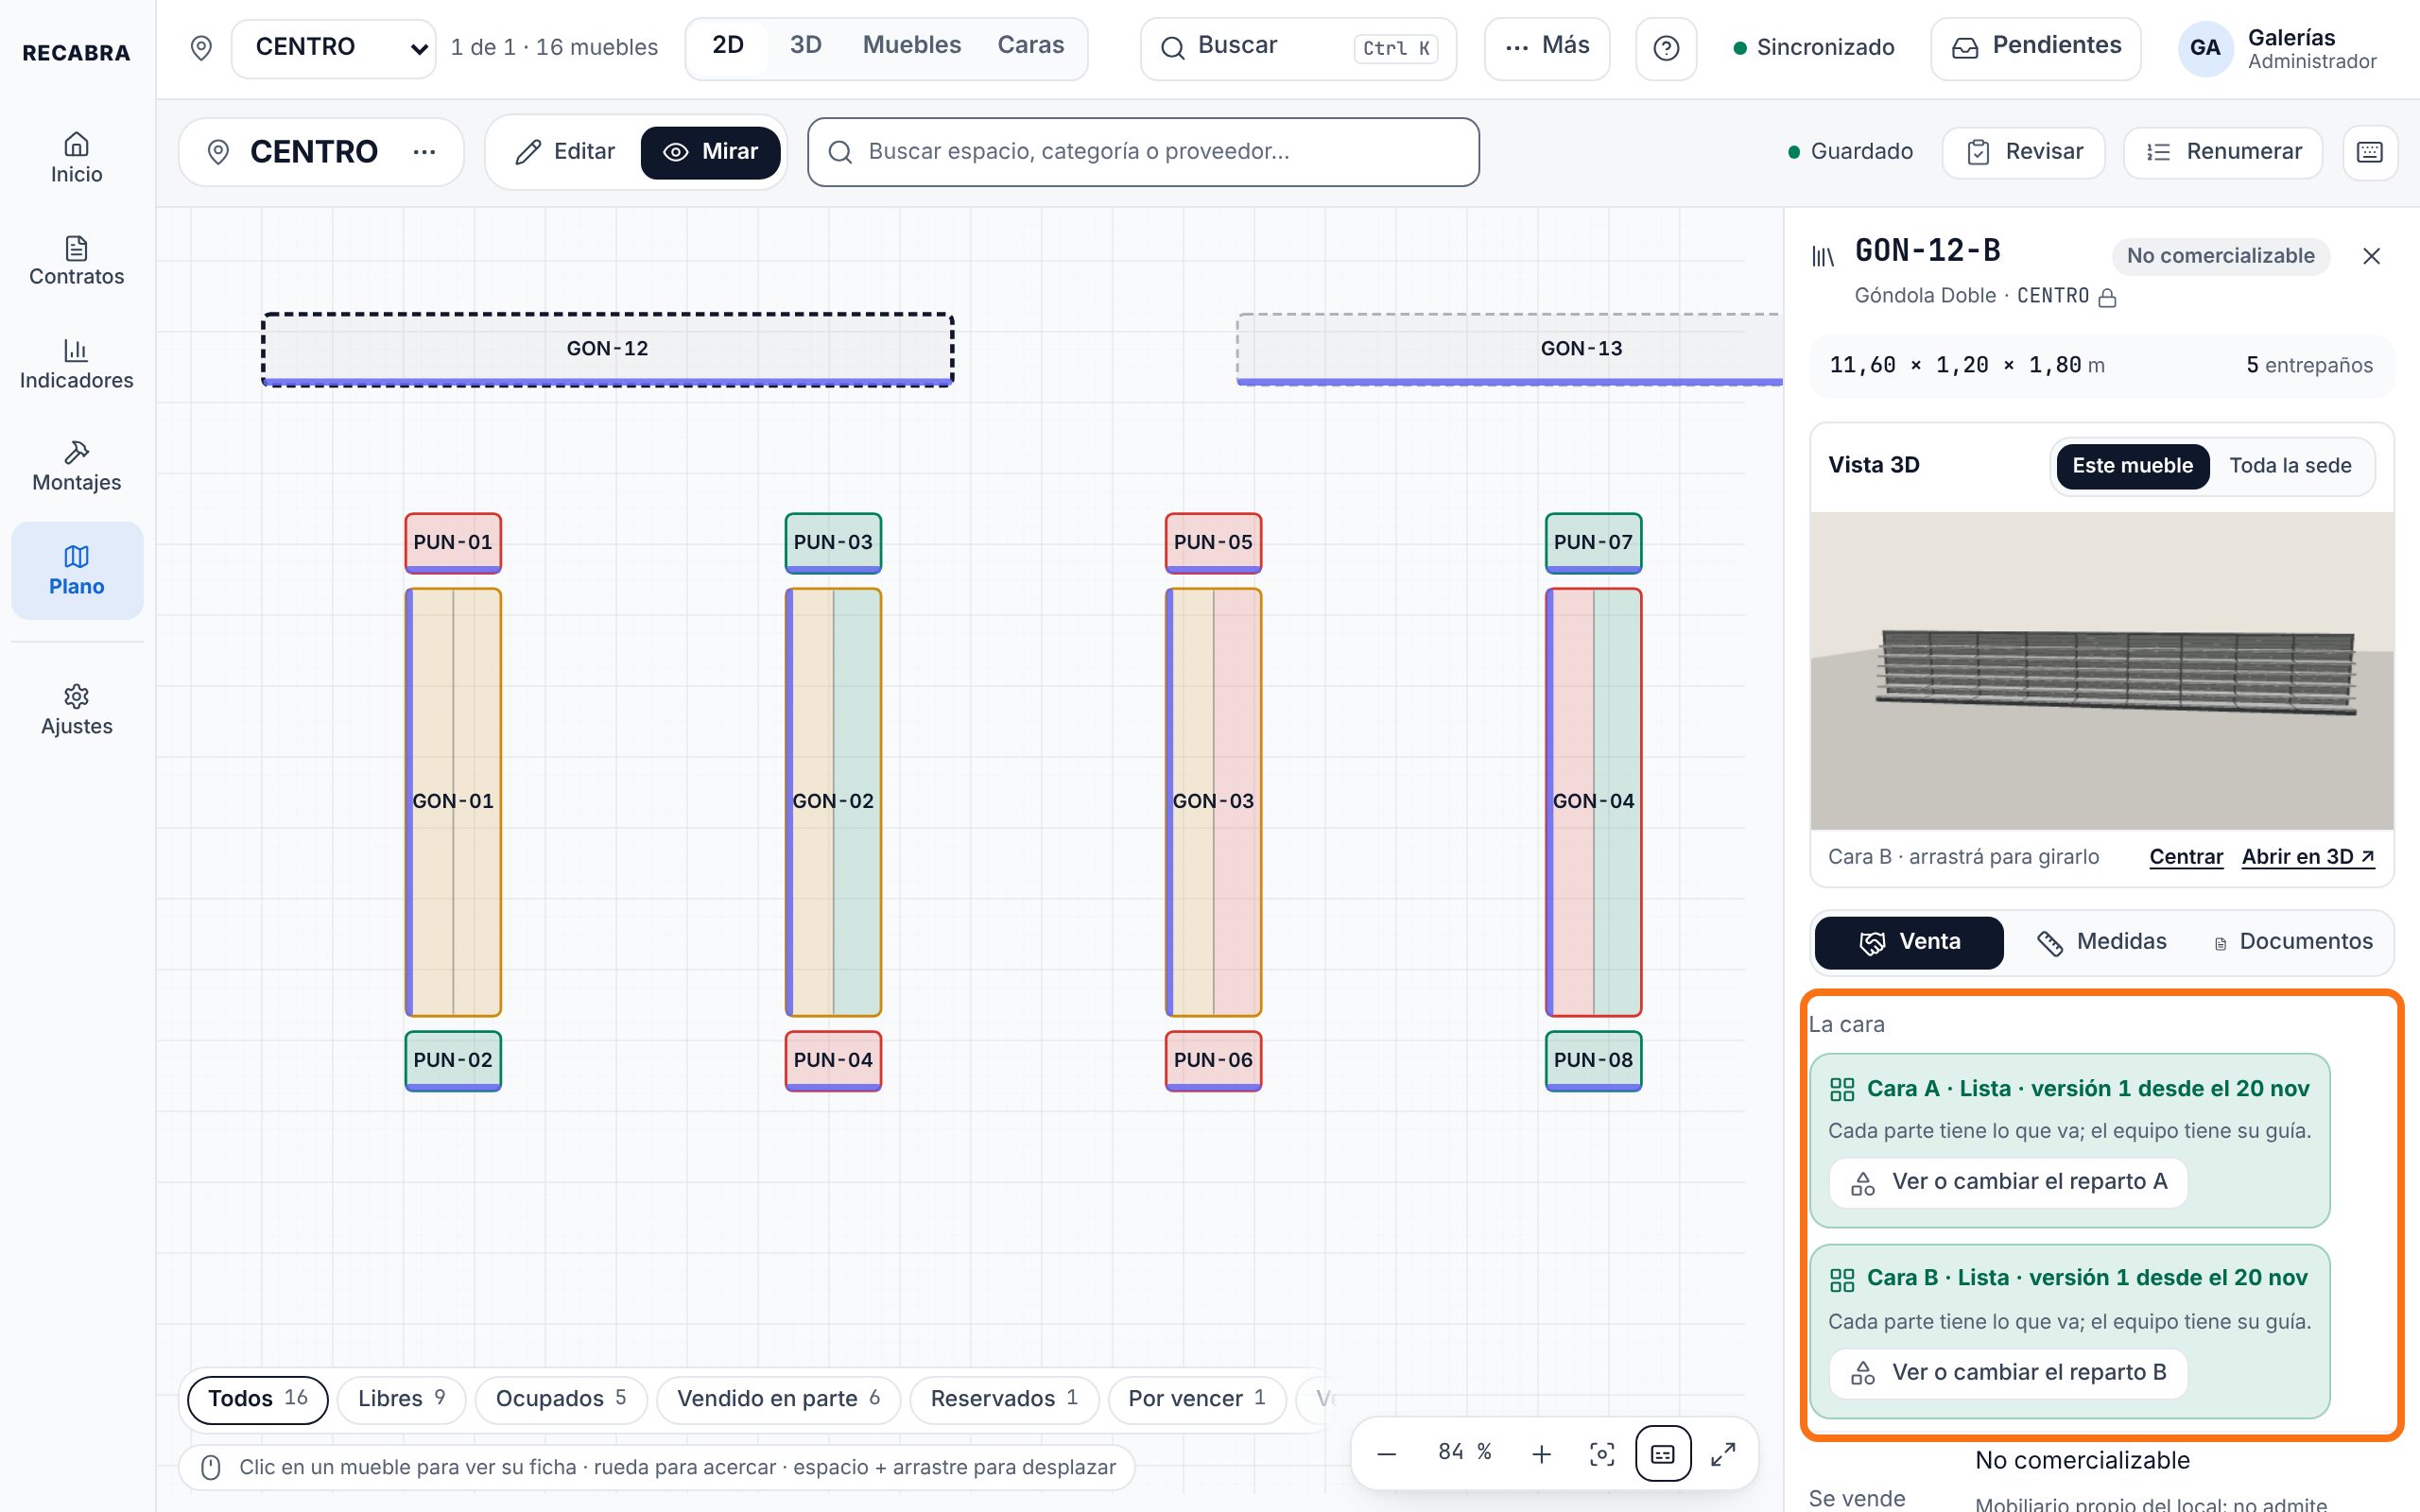 RECABRA
CENTRO
1 de 1 · 16 muebles
2D
3D
Muebles
Caras
Buscar
Ctrl K
Más
Sincronizado
Pendientes
GA
Galerías
Administrador
Inicio
Contratos
Indicadores
Montajes
Plano
Ajustes
CENTRO
Editar
Mirar
Buscar espacio, categoría o proveedor...
Guardado
Revisar
Renumerar
GON-12
GON-13
PUN-01
PUN-03
PUN-05
PUN-07
GON-01
GON-02
GON-03
GON-04
PUN-02
PUN-04
PUN-06
PUN-08
Todos 16
Libres 9
Ocupados 5
Vendido en parte 6
Reservados 1
Por vencer 1
Clic en un mueble para ver su ficha · rueda para acercar · espacio + arrastre para desplazar
84 %
GON-12-B
No comercializable
Góndola Doble · CENTRO
11,60 × 1,20 × 1,80 m
5 entrepaños
Vista 3D
Este mueble
Toda la sede
Cara B · arrastrá para girarlo
Centrar
Abrir en 3D ↗
Venta
Medidas
Documentos
La cara
Cara A · Lista · versión 1 desde el 20 nov
Cada parte tiene lo que va; el equipo tiene su guía.
Ver o cambiar el reparto A
Cara B · Lista · versión 1 desde el 20 nov
Cada parte tiene lo que va; el equipo tiene su guía.
Ver o cambiar el reparto B
No comercializable
Se vende
Mobiliario propio del local; no admite